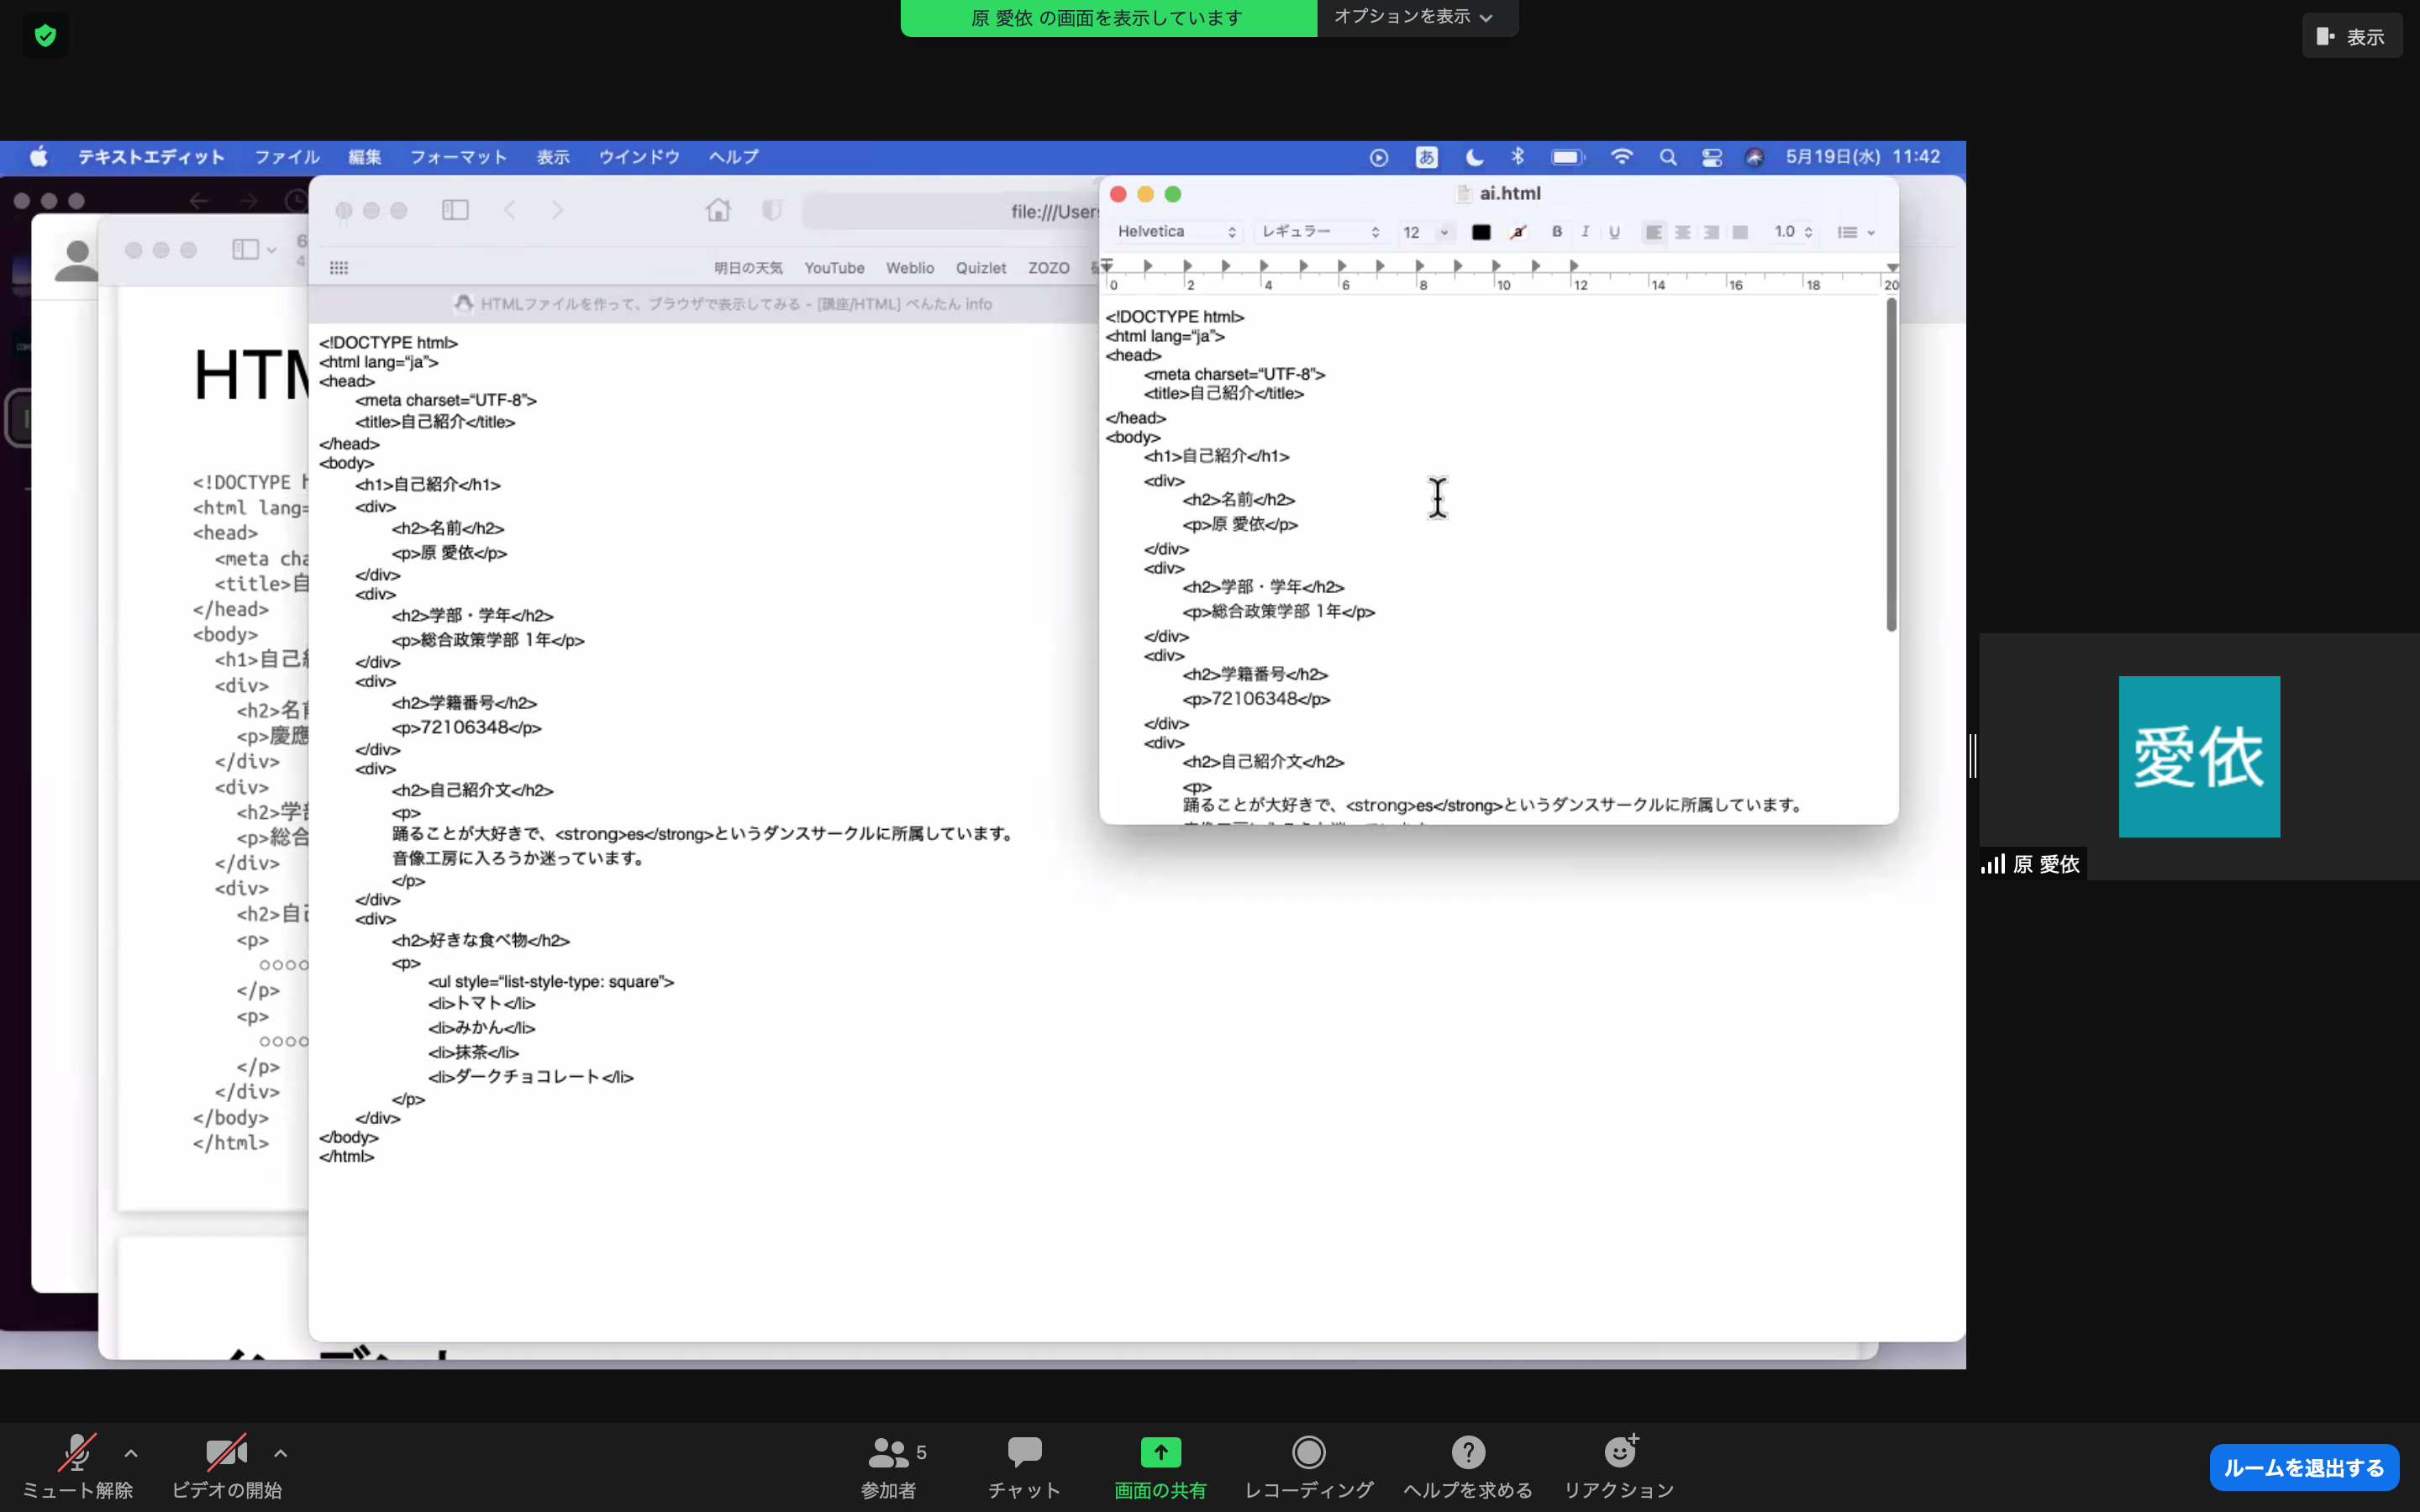 原 愛依 の画面を表示しています
オプションを表示
表示
テキストエディット ファイル 編集 フォーマット 表示 ウインドウ ヘルプ
あ
5月19日(水) 11:42
file:///User
明日の天気 YouTube Weblio Quizlet ZOZO
HTMLファイルを作って、ブラウザで表示してみる - [講座/HTML] ぺんたん info
HTM
<!DOCTYPE h
<html lang=
<head>
<meta cha
<title>自
</head>
<body>
<h1>自己紹
<div>
<h2>名前
<p>慶應
</div>
<div>
<h2>学部
<p>総合
</div>
<div>
<h2>自己
<p>
○○○○
</p>
<p>
○○○○
</p>
</div>
</body>
</html>
<!DOCTYPE html>
<html lang=“ja”>
<head>
<meta charset=“UTF-8”>
<title>自己紹介</title>
</head>
<body>
<h1>自己紹介</h1>
<div>
<h2>名前</h2>
<p>原 愛依</p>
</div>
<div>
<h2>学部・学年</h2>
<p>総合政策学部 1年</p>
</div>
<div>
<h2>学籍番号</h2>
<p>72106348</p>
</div>
<div>
<h2>自己紹介文</h2>
<p>
踊ることが大好きで、<strong>es</strong>というダンスサークルに所属しています。
音像工房に入ろうか迷っています。
</p>
</div>
<div>
<h2>好きな食べ物</h2>
<p>
<ul style=“list-style-type: square”>
<li>トマト</li>
<li>みかん</li>
<li>抹茶</li>
<li>ダークチョコレート</li>
</p>
</div>
</body>
</html>
ai.html
Helvetica レギュラー 12 a B I U 1.0
0 2 4 6 8 10 12 14 16 18 20
<!DOCTYPE html>
<html lang=“ja”>
<head>
<meta charset=“UTF-8”>
<title>自己紹介</title>
</head>
<body>
<h1>自己紹介</h1>
<div>
<h2>名前</h2>
<p>原 愛依</p>
</div>
<div>
<h2>学部・学年</h2>
<p>総合政策学部 1年</p>
</div>
<div>
<h2>学籍番号</h2>
<p>72106348</p>
</div>
<div>
<h2>自己紹介文</h2>
<p>
踊ることが大好きで、<strong>es</strong>というダンスサークルに所属しています。
愛依
原 愛依
ミュート解除 ビデオの開始 参加者 5 チャット 画面の共有 レコーディング ヘルプを求める リアクション ルームを退出する